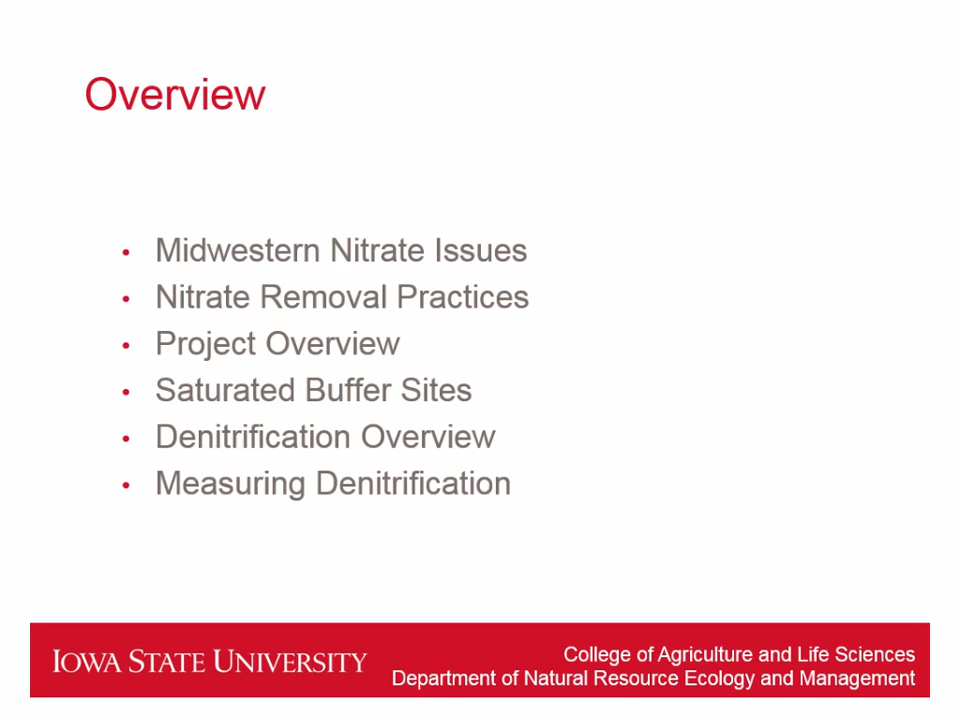 Overview
• Midwestern Nitrate Issues
• Nitrate Removal Practices
• Project Overview
• Saturated Buffer Sites
• Denitrification Overview
• Measuring Denitrification
IOWA STATE UNIVERSITY
College of Agriculture and Life Sciences
Department of Natural Resource Ecology and Management